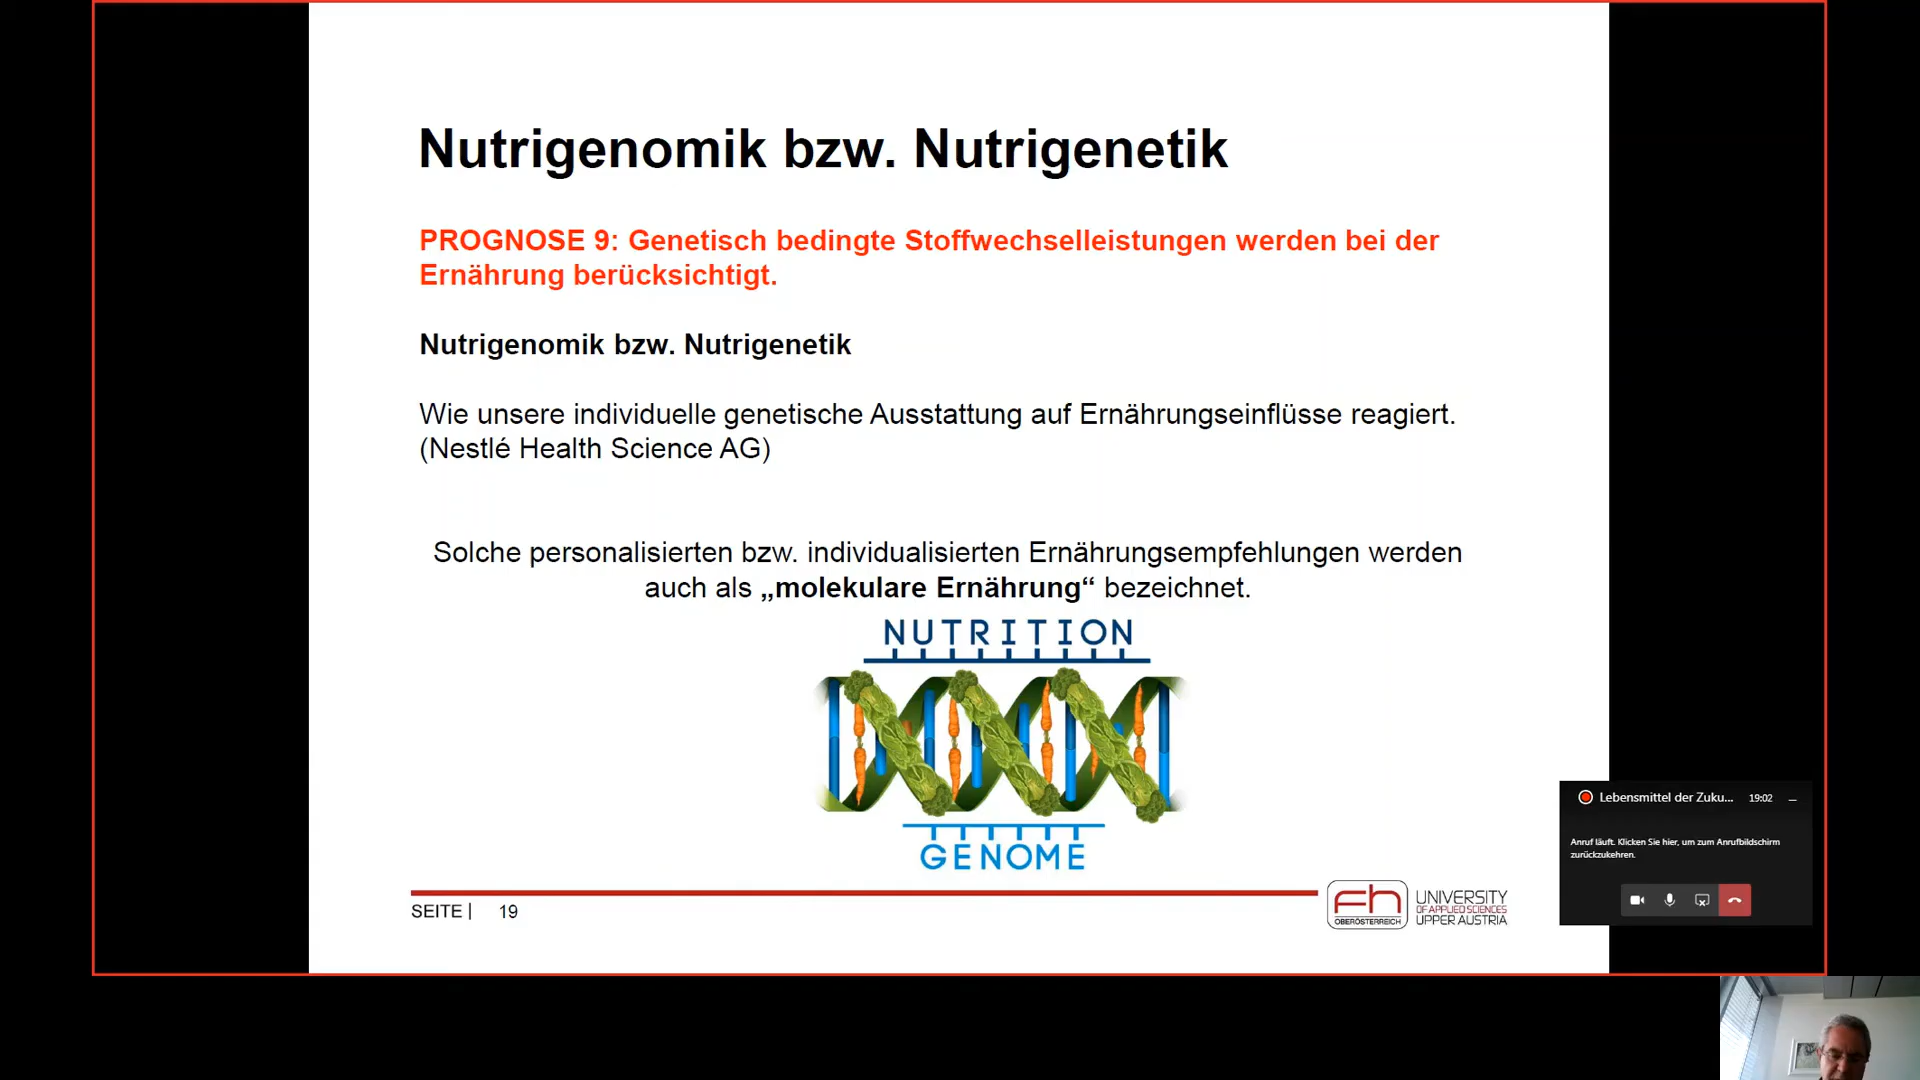 Nutrigenomik bzw. Nutrigenetik
PROGNOSE 9: Genetisch bedingte Stoffwechselleistungen werden bei der
Ernährung berücksichtigt.
Nutrigenomik bzw. Nutrigenetik
Wie unsere individuelle genetische Ausstattung auf Ernährungseinflüsse reagiert.
(Nestlé Health Science AG)
Solche personalisierten bzw. individualisierten Ernährungsempfehlungen werden
auch als „molekulare Ernährung“ bezeichnet.
NUTRITION
GENOME
SEITE | 19
fh
OBERÖSTERREICH
UNIVERSITY
OF APPLIED SCIENCES
UPPER AUSTRIA
Lebensmittel der Zuku... 19:02
Anruf läuft. Klicken Sie hier, um zum Anrufbildschirm
zurückzukehren.